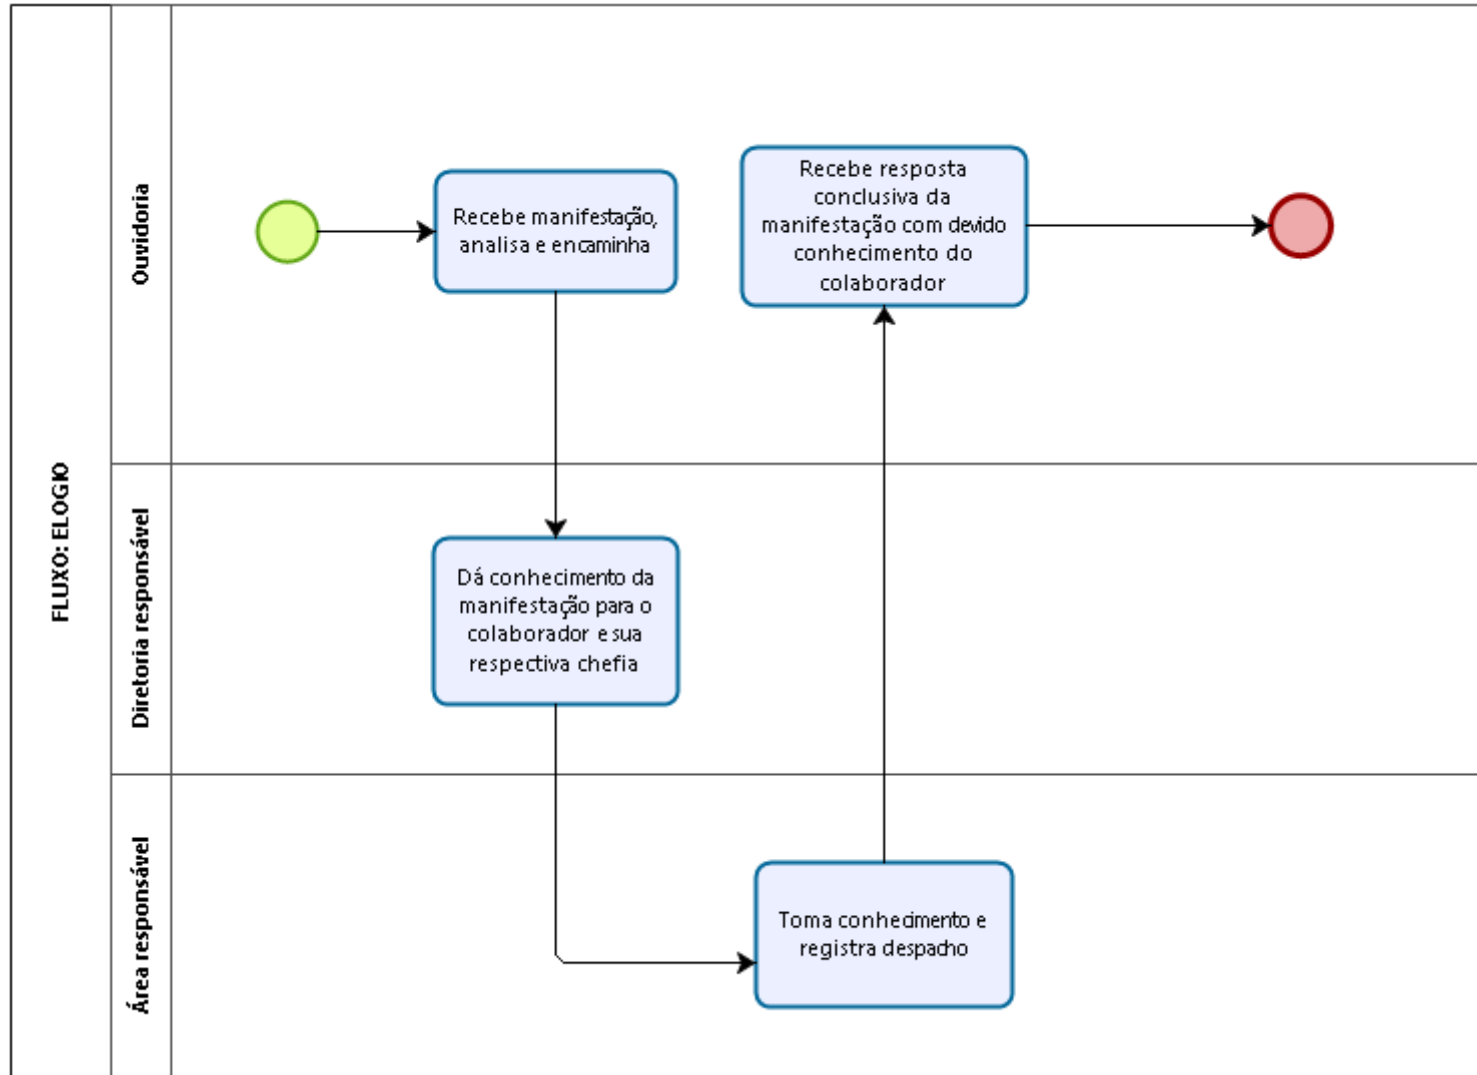 FLUXO: ELOGIO
Ouvidoria
Recebe manifestação,
analisa e encaminha
Recebe resposta
conclusiva da
manifestação com devido
conhecimento do
colaborador
Diretoria responsável
Dá conhecimento da
manifestação para o
colaborador e sua
respectiva chefia
Área responsável
Toma conhecimento e
registra despacho